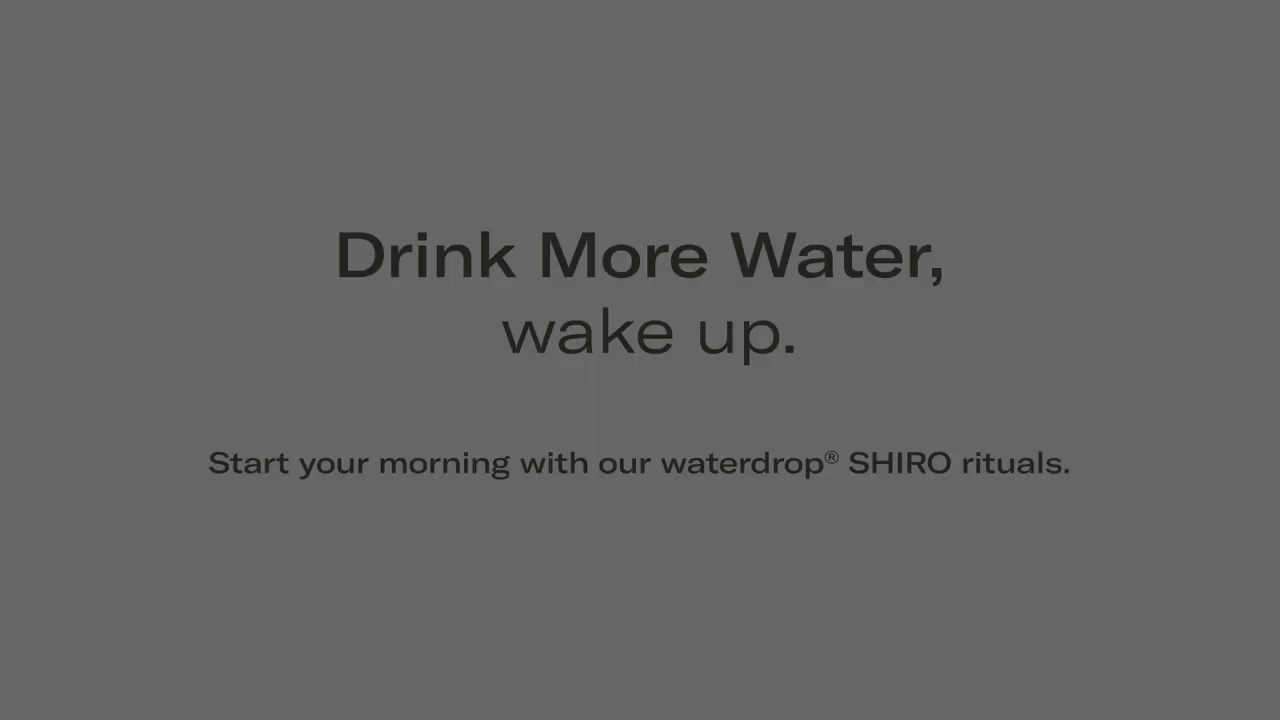 Drink More Water,
wake up.
Start your morning with our waterdrop® SHIRO rituals.